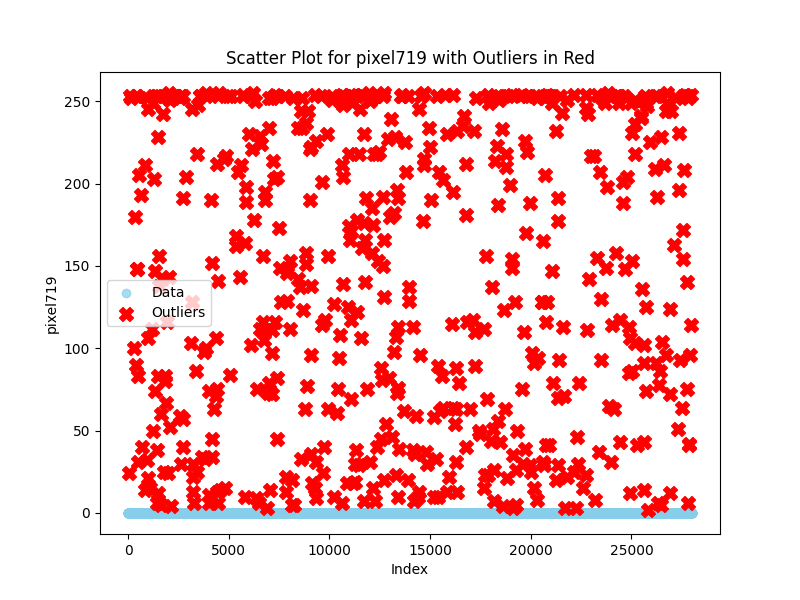 Scatter Plot for pixel719 with Outliers in Red
pixel719
250
200
150
100
50
0
Data
Outliers
0
5000
10000
15000
20000
25000
Index